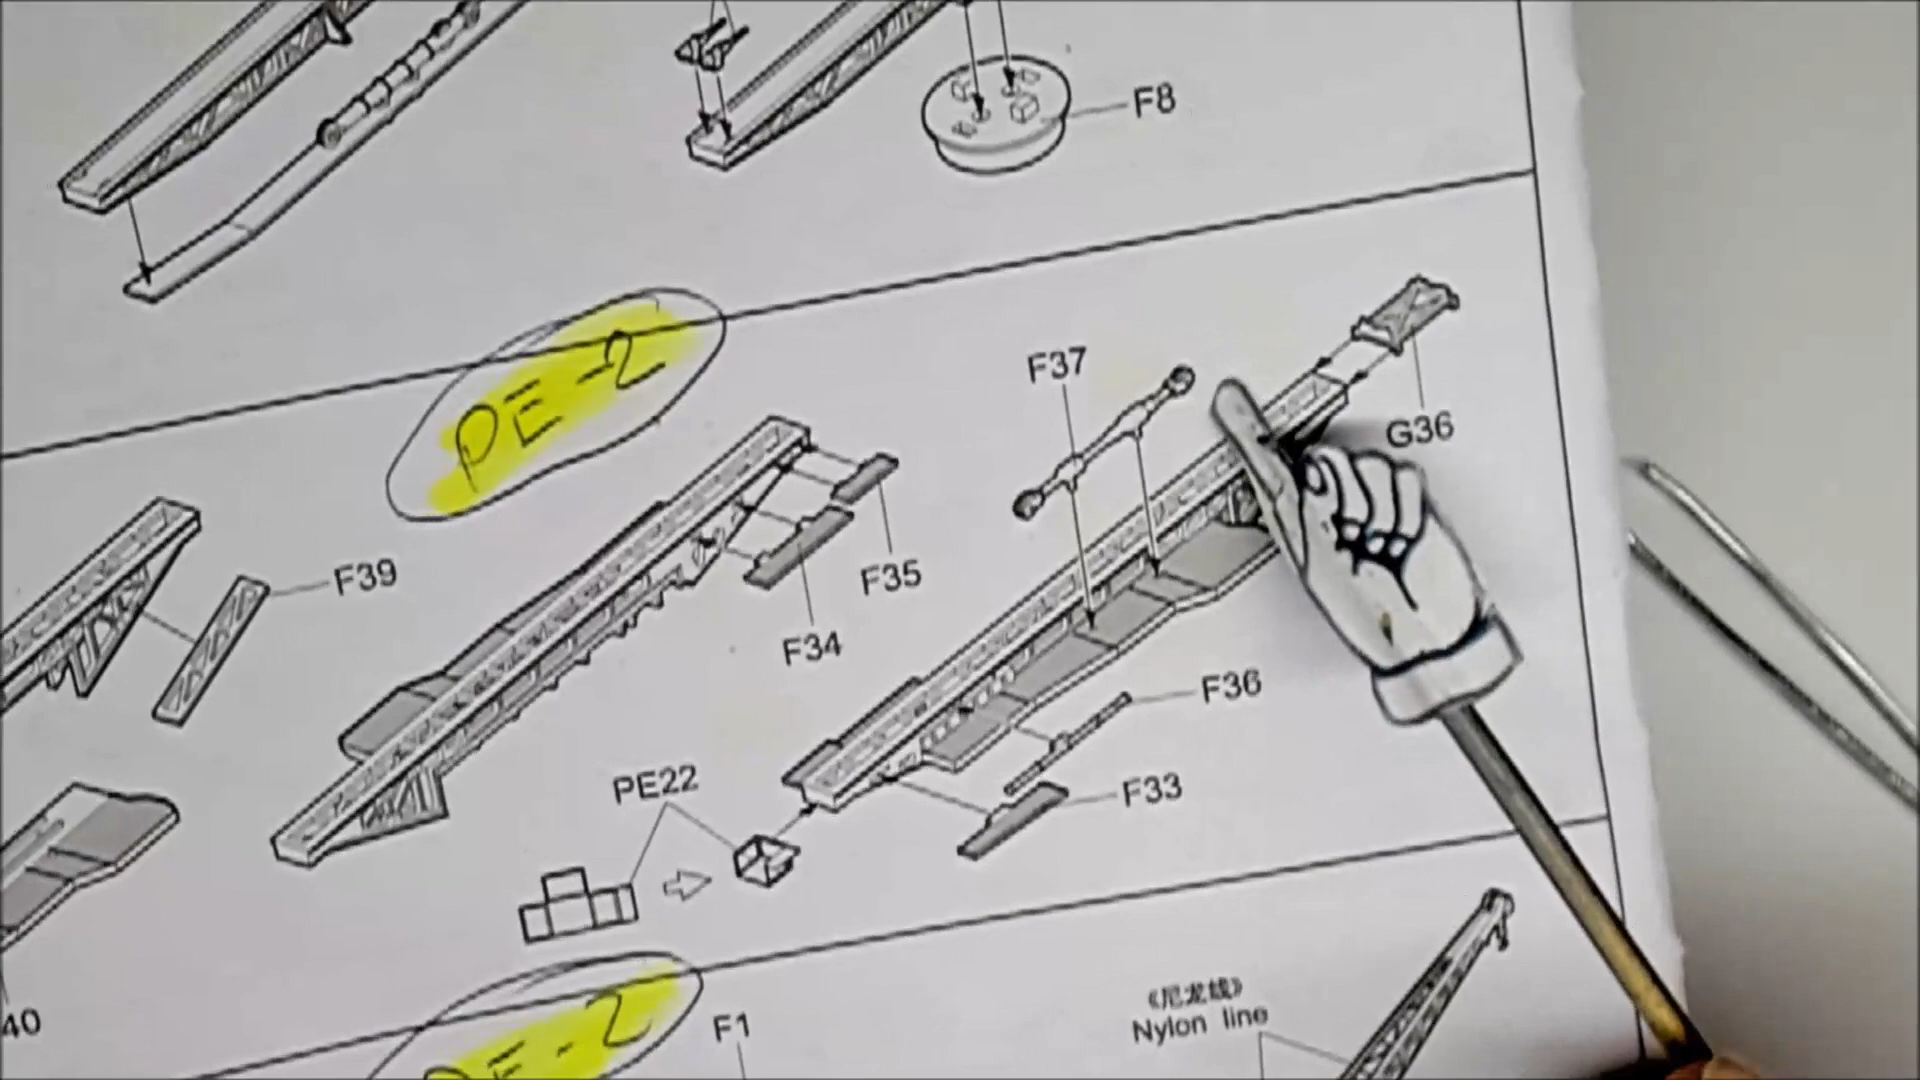 F8
PE-2
F37
G36
F39
F35
F34
F36
PE22
F33
40
PE-2
F1
《尼龙线》
Nylon line